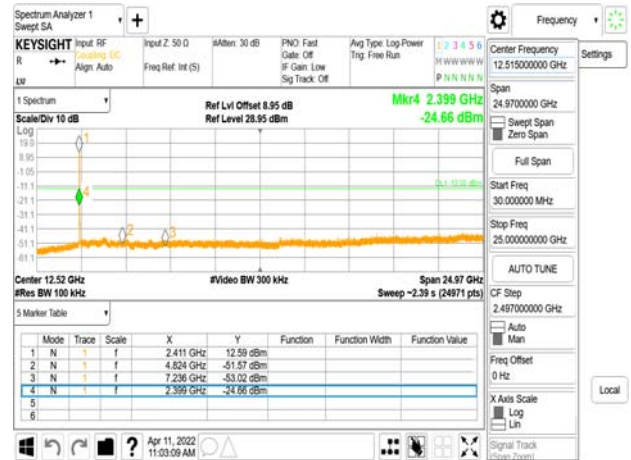 Spectrum Analyzer 1
Swept SA
Frequency
KEYSIGHT
R
LU
Input: RF
Coupling: DC
Align: Auto
Input Z: 50 Ω
Freq Ref: Int (S)
#Atten: 30 dB
PNO: Fast
Gate: Off
IF Gain: Low
Sig Track: Off
Avg Type: Log-Power
Trig: Free Run
1 2 3 4 5 6
M W W W W W
P N N N N N
1 Spectrum
Scale/Div 10 dB
Ref Lvl Offset 8.95 dB
Ref Level 28.95 dBm
Mkr4 2.399 GHz
-24.66 dBm
Log
19.0
8.95
-1.05
-11.1
-21.1
-31.1
-41.1
-51.1
-61.1
1
4
2
3
Center 12.52 GHz
#Video BW 300 kHz
Span 24.97 GHz
#Res BW 100 kHz
Sweep ~2.39 s (24971 pts)
5 Marker Table
Mode Trace Scale X Y Function Function Width Function Value
1 N 1 f 2.411 GHz 12.59 dBm
2 N 1 f 4.824 GHz -51.57 dBm
3 N 1 f 7.236 GHz -53.02 dBm
4 N 1 f 2.399 GHz -24.66 dBm
5
6
Apr 11, 2022
11:03:09 AM
Center Frequency
12.515000000 GHz
Settings
Span
24.9700000 GHz
Swept Span
Zero Span
Full Span
Start Freq
30.000000 MHz
Stop Freq
25.000000000 GHz
AUTO TUNE
CF Step
2.497000000 GHz
Auto
Man
Freq Offset
0 Hz
X Axis Scale
Log
Lin
Local
Signal Track
(Span Zoom)